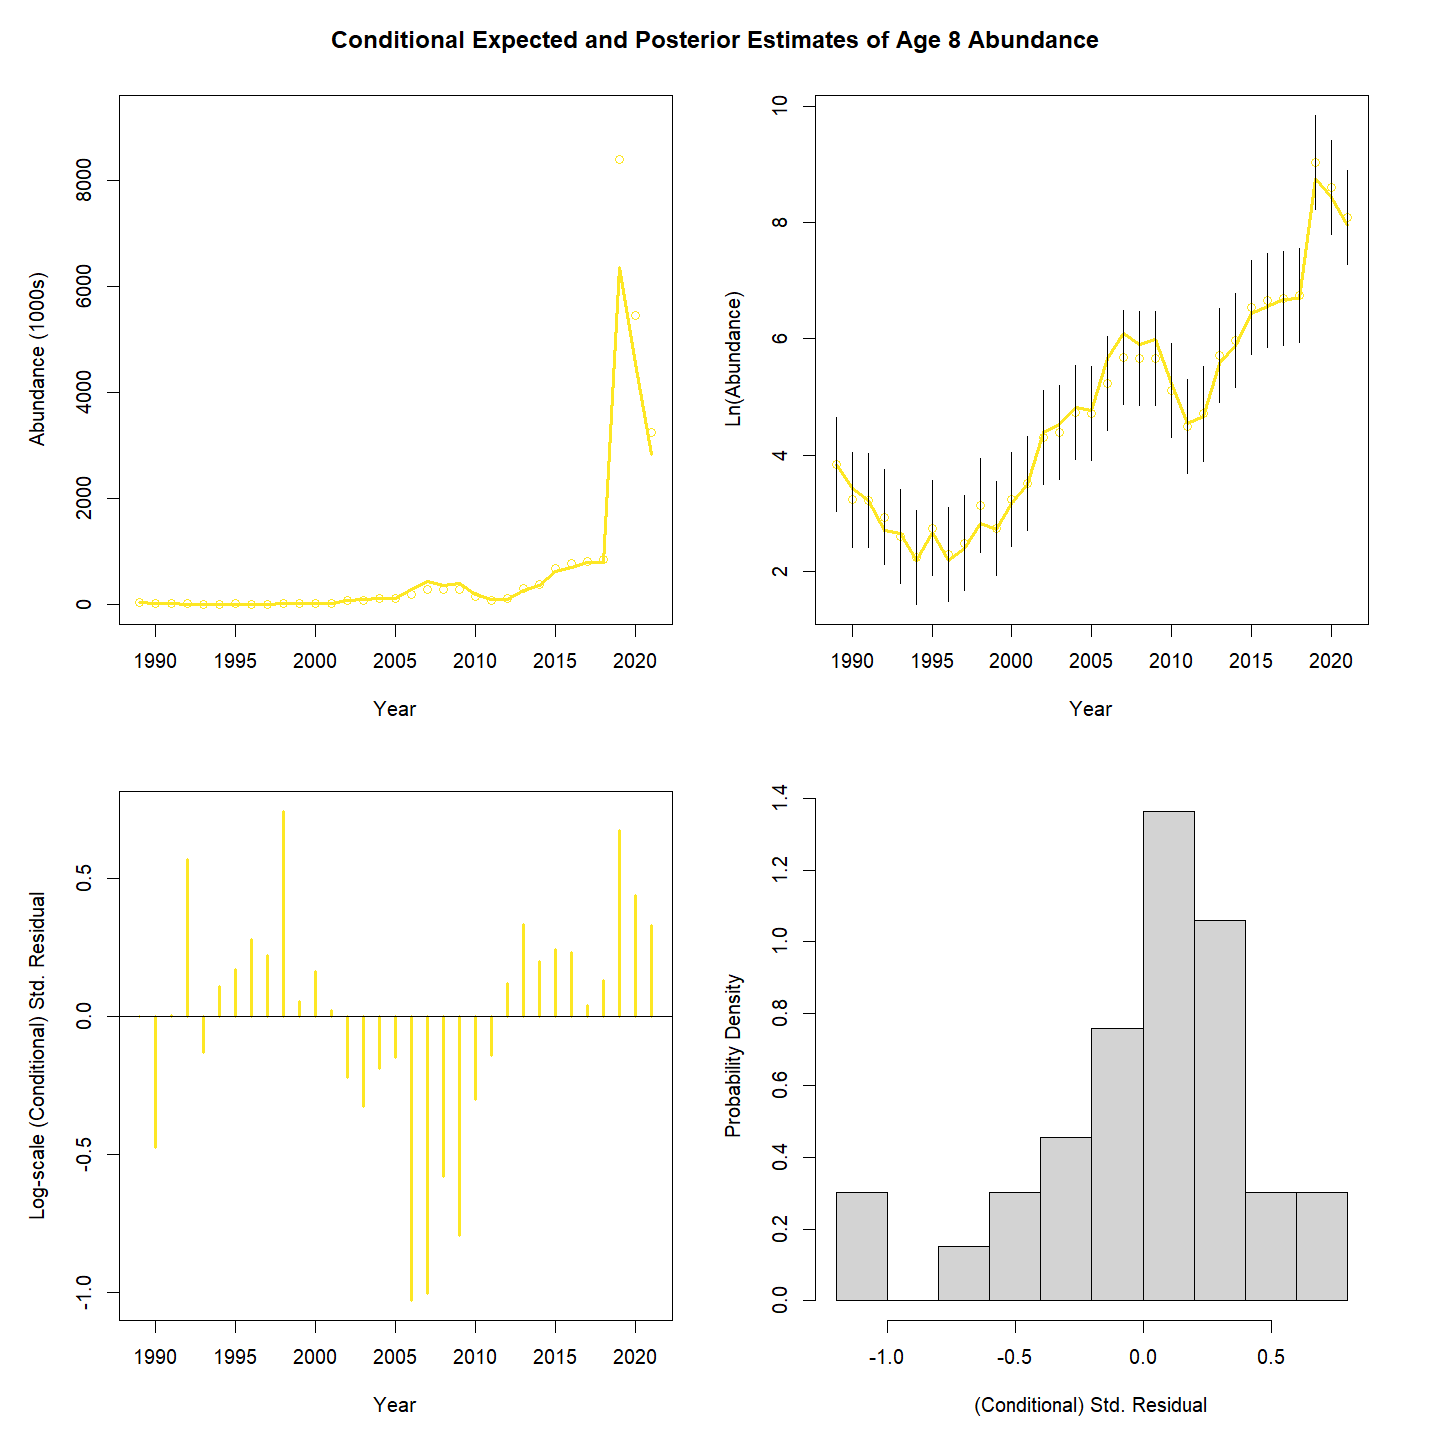 Conditional Expected and Posterior Estimates of Age 8 Abundance
Abundance (1000s)
8000
6000
4000
2000
0
1990 1995 2000 2005 2010 2015 2020
Year
Ln(Abundance)
10
8
6
4
2
1990 1995 2000 2005 2010 2015 2020
Year
Log-scale (Conditional) Std. Residual
0.5
0.0
-0.5
-1.0
1990 1995 2000 2005 2010 2015 2020
Year
Probability Density
1.4
1.2
1.0
0.8
0.6
0.4
0.2
0.0
-1.0 -0.5 0.0 0.5
(Conditional) Std. Residual